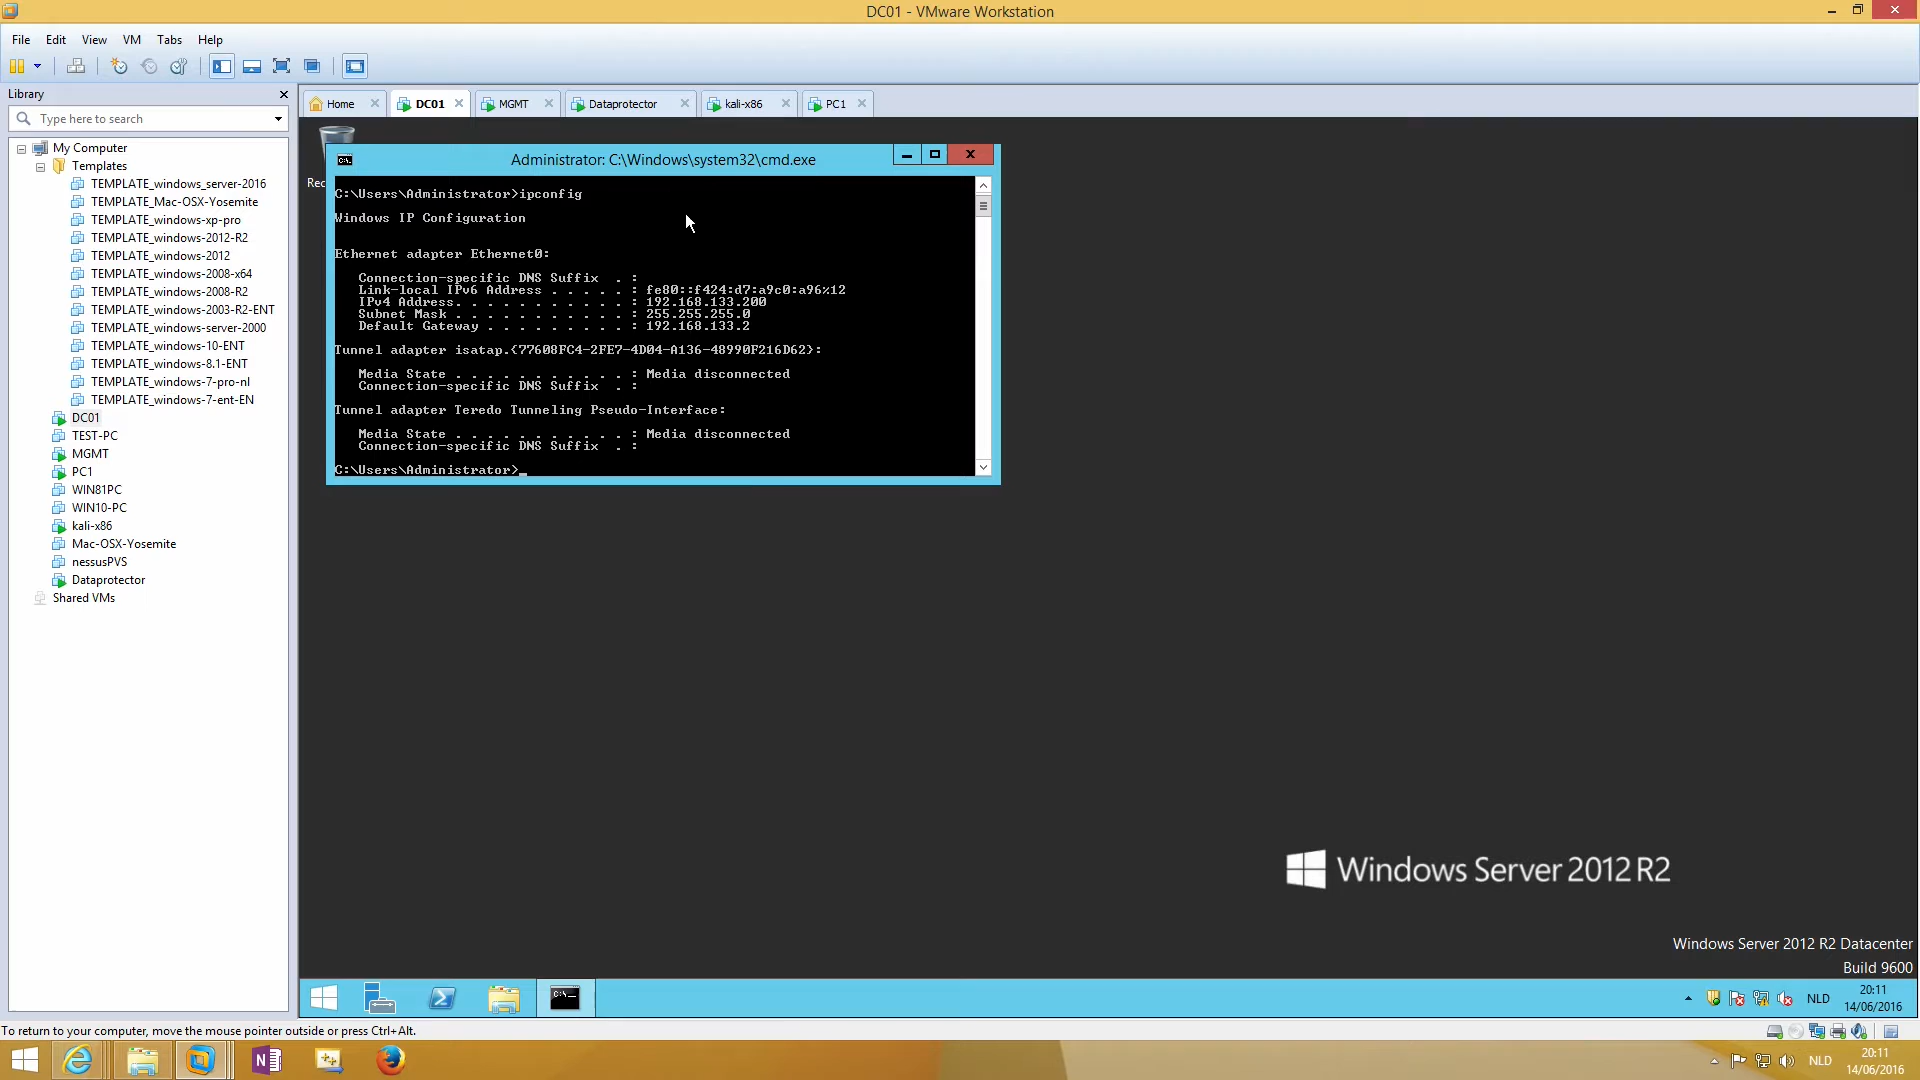 DC01 - VMware Workstation
File Edit View VM Tabs Help
Library
Type here to search
My Computer
Templates
TEMPLATE_windows_server-2016
TEMPLATE_Mac-OSX-Yosemite
TEMPLATE_windows-xp-pro
TEMPLATE_windows-2012-R2
TEMPLATE_windows-2012
TEMPLATE_windows-2008-x64
TEMPLATE_windows-2008-R2
TEMPLATE_windows-2003-R2-ENT
TEMPLATE_windows-server-2000
TEMPLATE_windows-10-ENT
TEMPLATE_windows-8.1-ENT
TEMPLATE_windows-7-pro-nl
TEMPLATE_windows-7-ent-EN
DC01
TEST-PC
MGMT
PC1
WIN81PC
WIN10-PC
kali-x86
Mac-OSX-Yosemite
nessusPVS
Dataprotector
Shared VMs
Home DC01 MGMT Dataprotector kali-x86 PC1
Rec
Administrator: C:\Windows\system32\cmd.exe
C:\Users\Administrator>ipconfig
Windows IP Configuration
Ethernet adapter Ethernet0:
Connection-specific DNS Suffix . :
Link-local IPv6 Address . . . . . : fe80::f424:d7:a9c0:a96%12
IPv4 Address. . . . . . . . . . . : 192.168.133.200
Subnet Mask . . . . . . . . . . . : 255.255.255.0
Default Gateway . . . . . . . . . : 192.168.133.2
Tunnel adapter isatap.{77608FC4-2FE7-4D04-A136-48990F216D62}:
Media State . . . . . . . . . . . : Media disconnected
Connection-specific DNS Suffix . :
Tunnel adapter Teredo Tunneling Pseudo-Interface:
Media State . . . . . . . . . . . : Media disconnected
Connection-specific DNS Suffix . :
C:\Users\Administrator>_
Windows Server 2012 R2
Windows Server 2012 R2 Datacenter
Build 9600
NLD
20:11
14/06/2016
To return to your computer, move the mouse pointer outside or press Ctrl+Alt.
NLD
20:11
14/06/2016